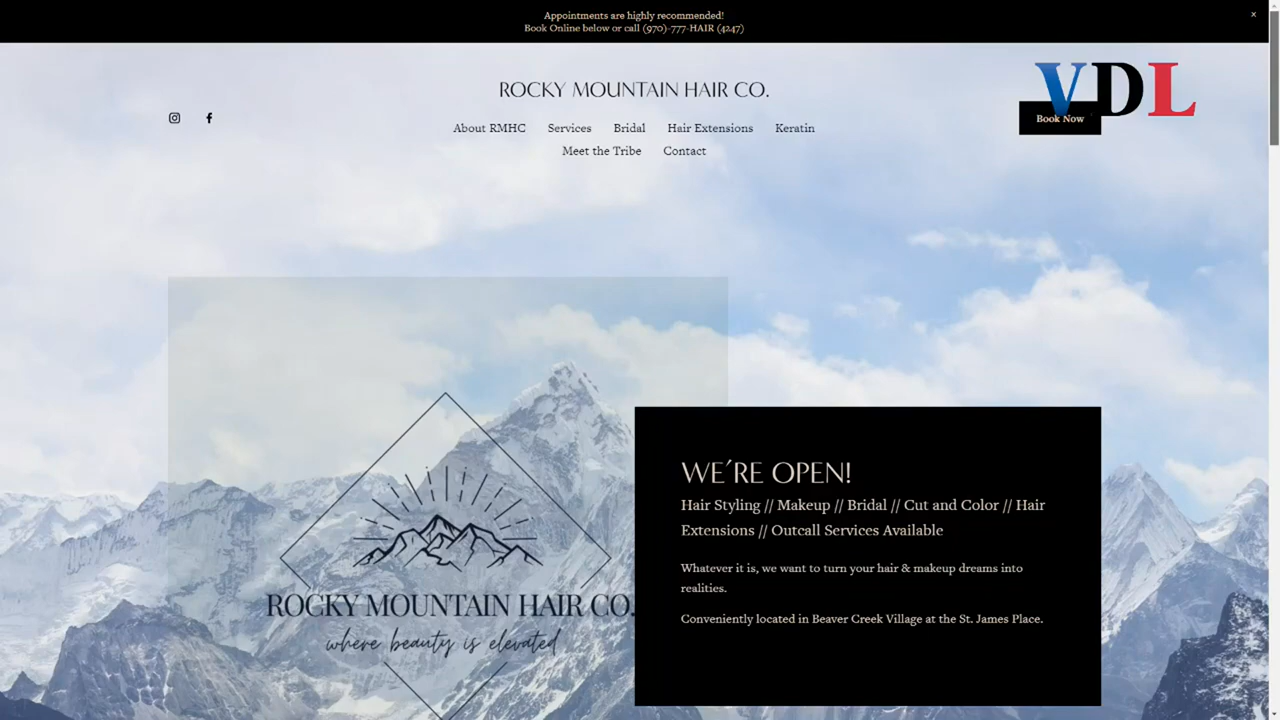 Appointments are highly recommended!
Book Online below or call (970)-777-HAIR (4247)
×
ROCKY MOUNTAIN HAIR CO.
VDL
Book Now
About RMHC Services Bridal Hair Extensions Keratin
Meet the Tribe Contact
WE´RE OPEN!
Hair Styling // Makeup // Bridal // Cut and Color // Hair
Extensions // Outcall Services Available
Whatever it is, we want to turn your hair & makeup dreams into
realities.
Conveniently located in Beaver Creek Village at the St. James Place.
ROCKY MOUNTAIN HAIR CO.
where beauty is elevated